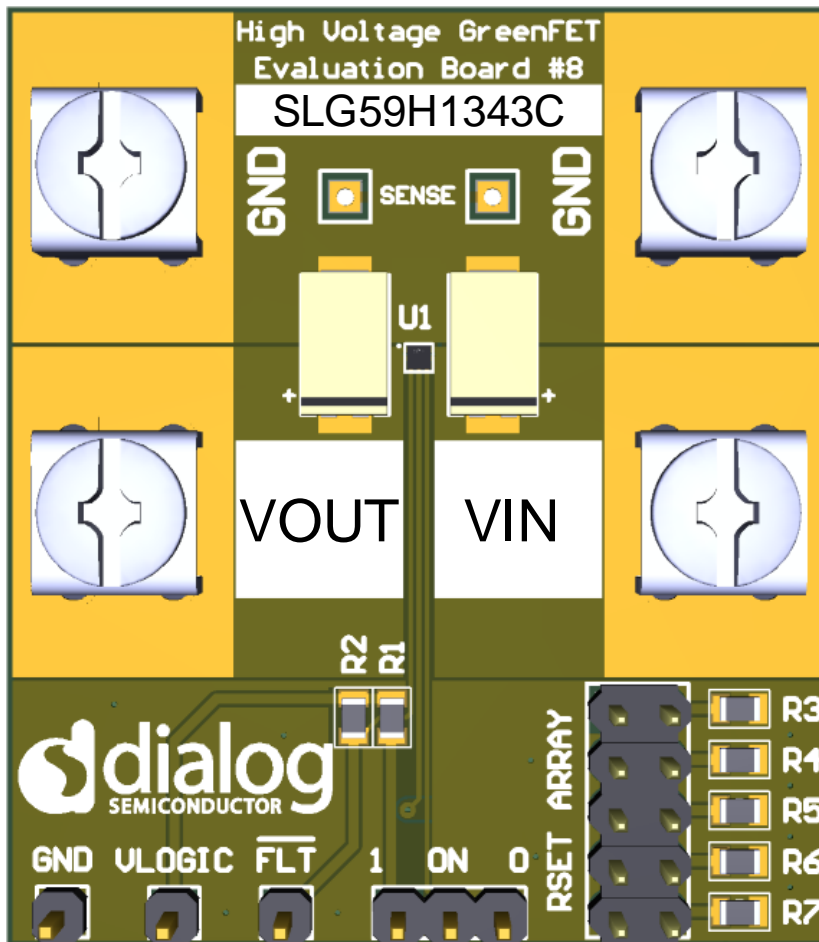 High Voltage GreenFET
Evaluation Board #8
SLG59H1343C
GND
SENSE
GND
U1
+
+
VOUT
VIN
R2
R1
RSET ARRAY
R3
R4
R5
R6
R7
dialog
SEMICONDUCTOR
GND
VLOGIC
FLT
1
ON
0